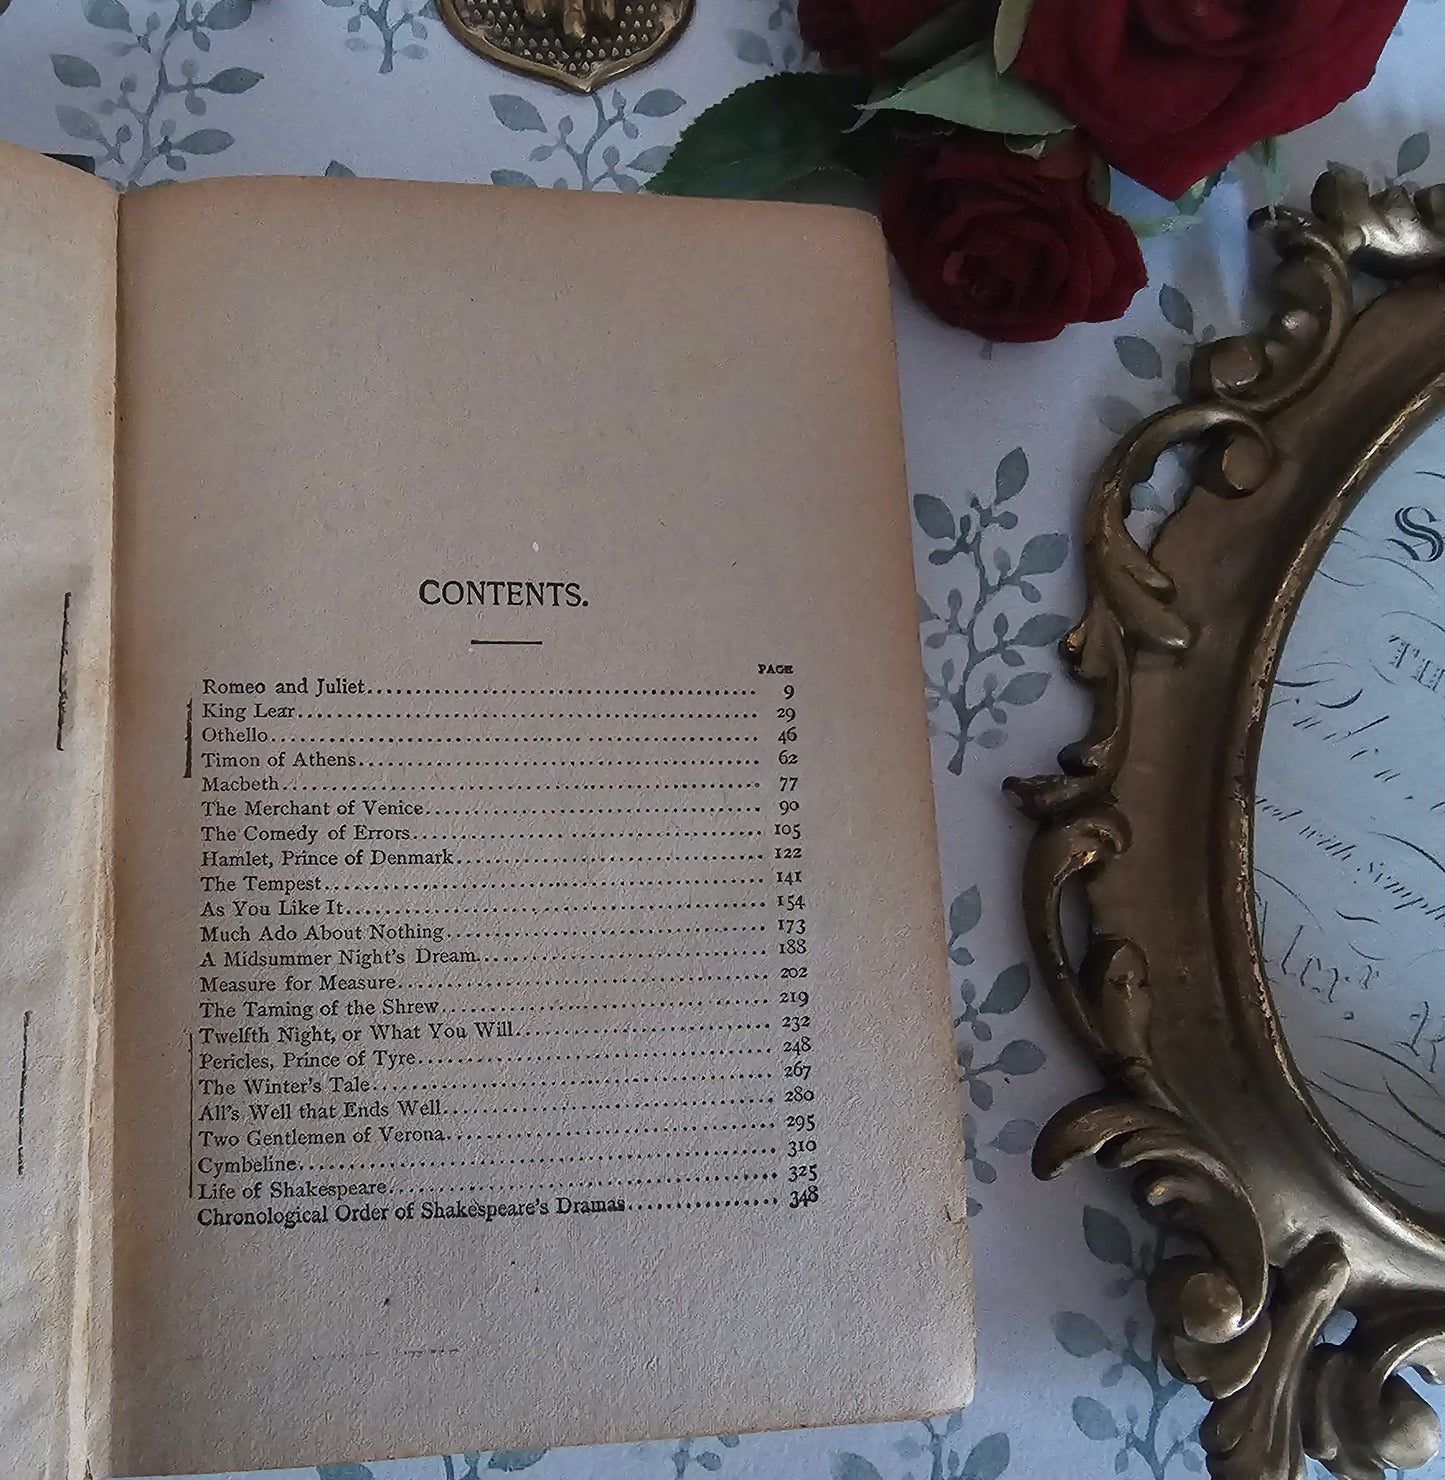 CONTENTS.
PAGE
Romeo and Juliet........................................ 9
King Lear........................................ 29
Othello........................................ 46
Timon of Athens........................................ 62
Macbeth........................................ 77
The Merchant of Venice........................................ 90
The Comedy of Errors........................................ 105
Hamlet, Prince of Denmark........................................ 122
The Tempest........................................ 141
As You Like It........................................ 154
Much Ado About Nothing........................................ 173
A Midsummer Night's Dream........................................ 188
Measure for Measure........................................ 202
The Taming of the Shrew........................................ 219
Twelfth Night, or What You Will........................................ 232
Pericles, Prince of Tyre........................................ 248
The Winter's Tale........................................ 267
All's Well that Ends Well........................................ 280
Two Gentlemen of Verona........................................ 295
Cymbeline........................................ 310
Life of Shakespeare........................................ 325
Chronological Order of Shakespeare's Dramas.................... 348
with